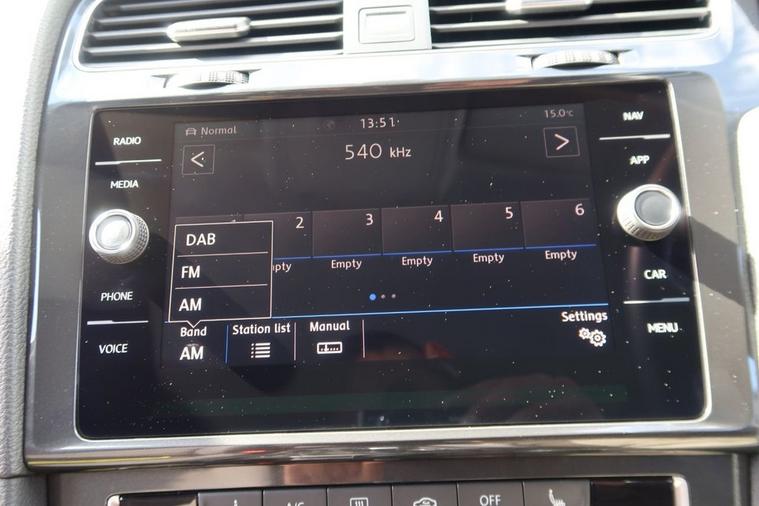 RADIO
MEDIA
PHONE
VOICE
Normal
13:51
15.0°C
<
540 kHz
>
2
3
4
5
6
Empty
Empty
Empty
Empty
DAB
FM
AM
Band
AM
Station list
Manual
Settings
NAV
APP
CAR
MENU
A/C
OFF